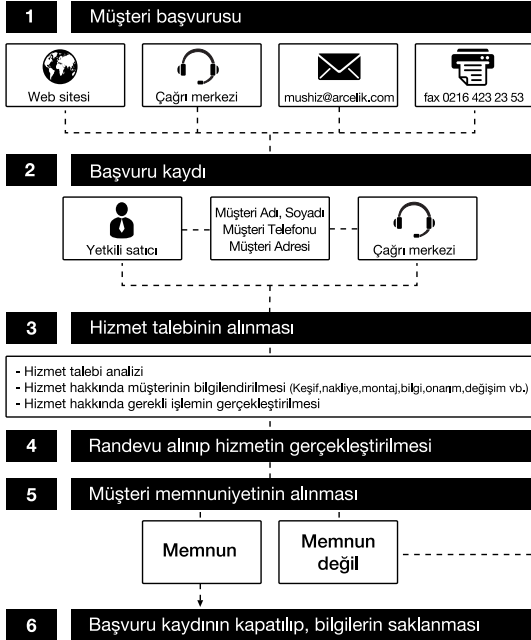 1 Müşteri başvurusu
Web sitesi
Çağrı merkezi
mushiz@arcelik.com
fax 0216 423 23 53
2 Başvuru kaydı
Yetkili satıcı
Müşteri Adı, Soyadı
Müşteri Telefonu
Müşteri Adresi
Çağrı merkezi
3 Hizmet talebinin alınması
- Hizmet talebi analizi
- Hizmet hakkında müşterinin bilgilendirilmesi (Keşif,nakliye,montaj,bilgi,onarım,değişim vb.)
- Hizmet hakkında gerekli işlemin gerçekleştirilmesi
4 Randevu alınıp hizmetin gerçekleştirilmesi
5 Müşteri memnuniyetinin alınması
Memnun
Memnun
değil
6 Başvuru kaydının kapatılıp, bilgilerin saklanması